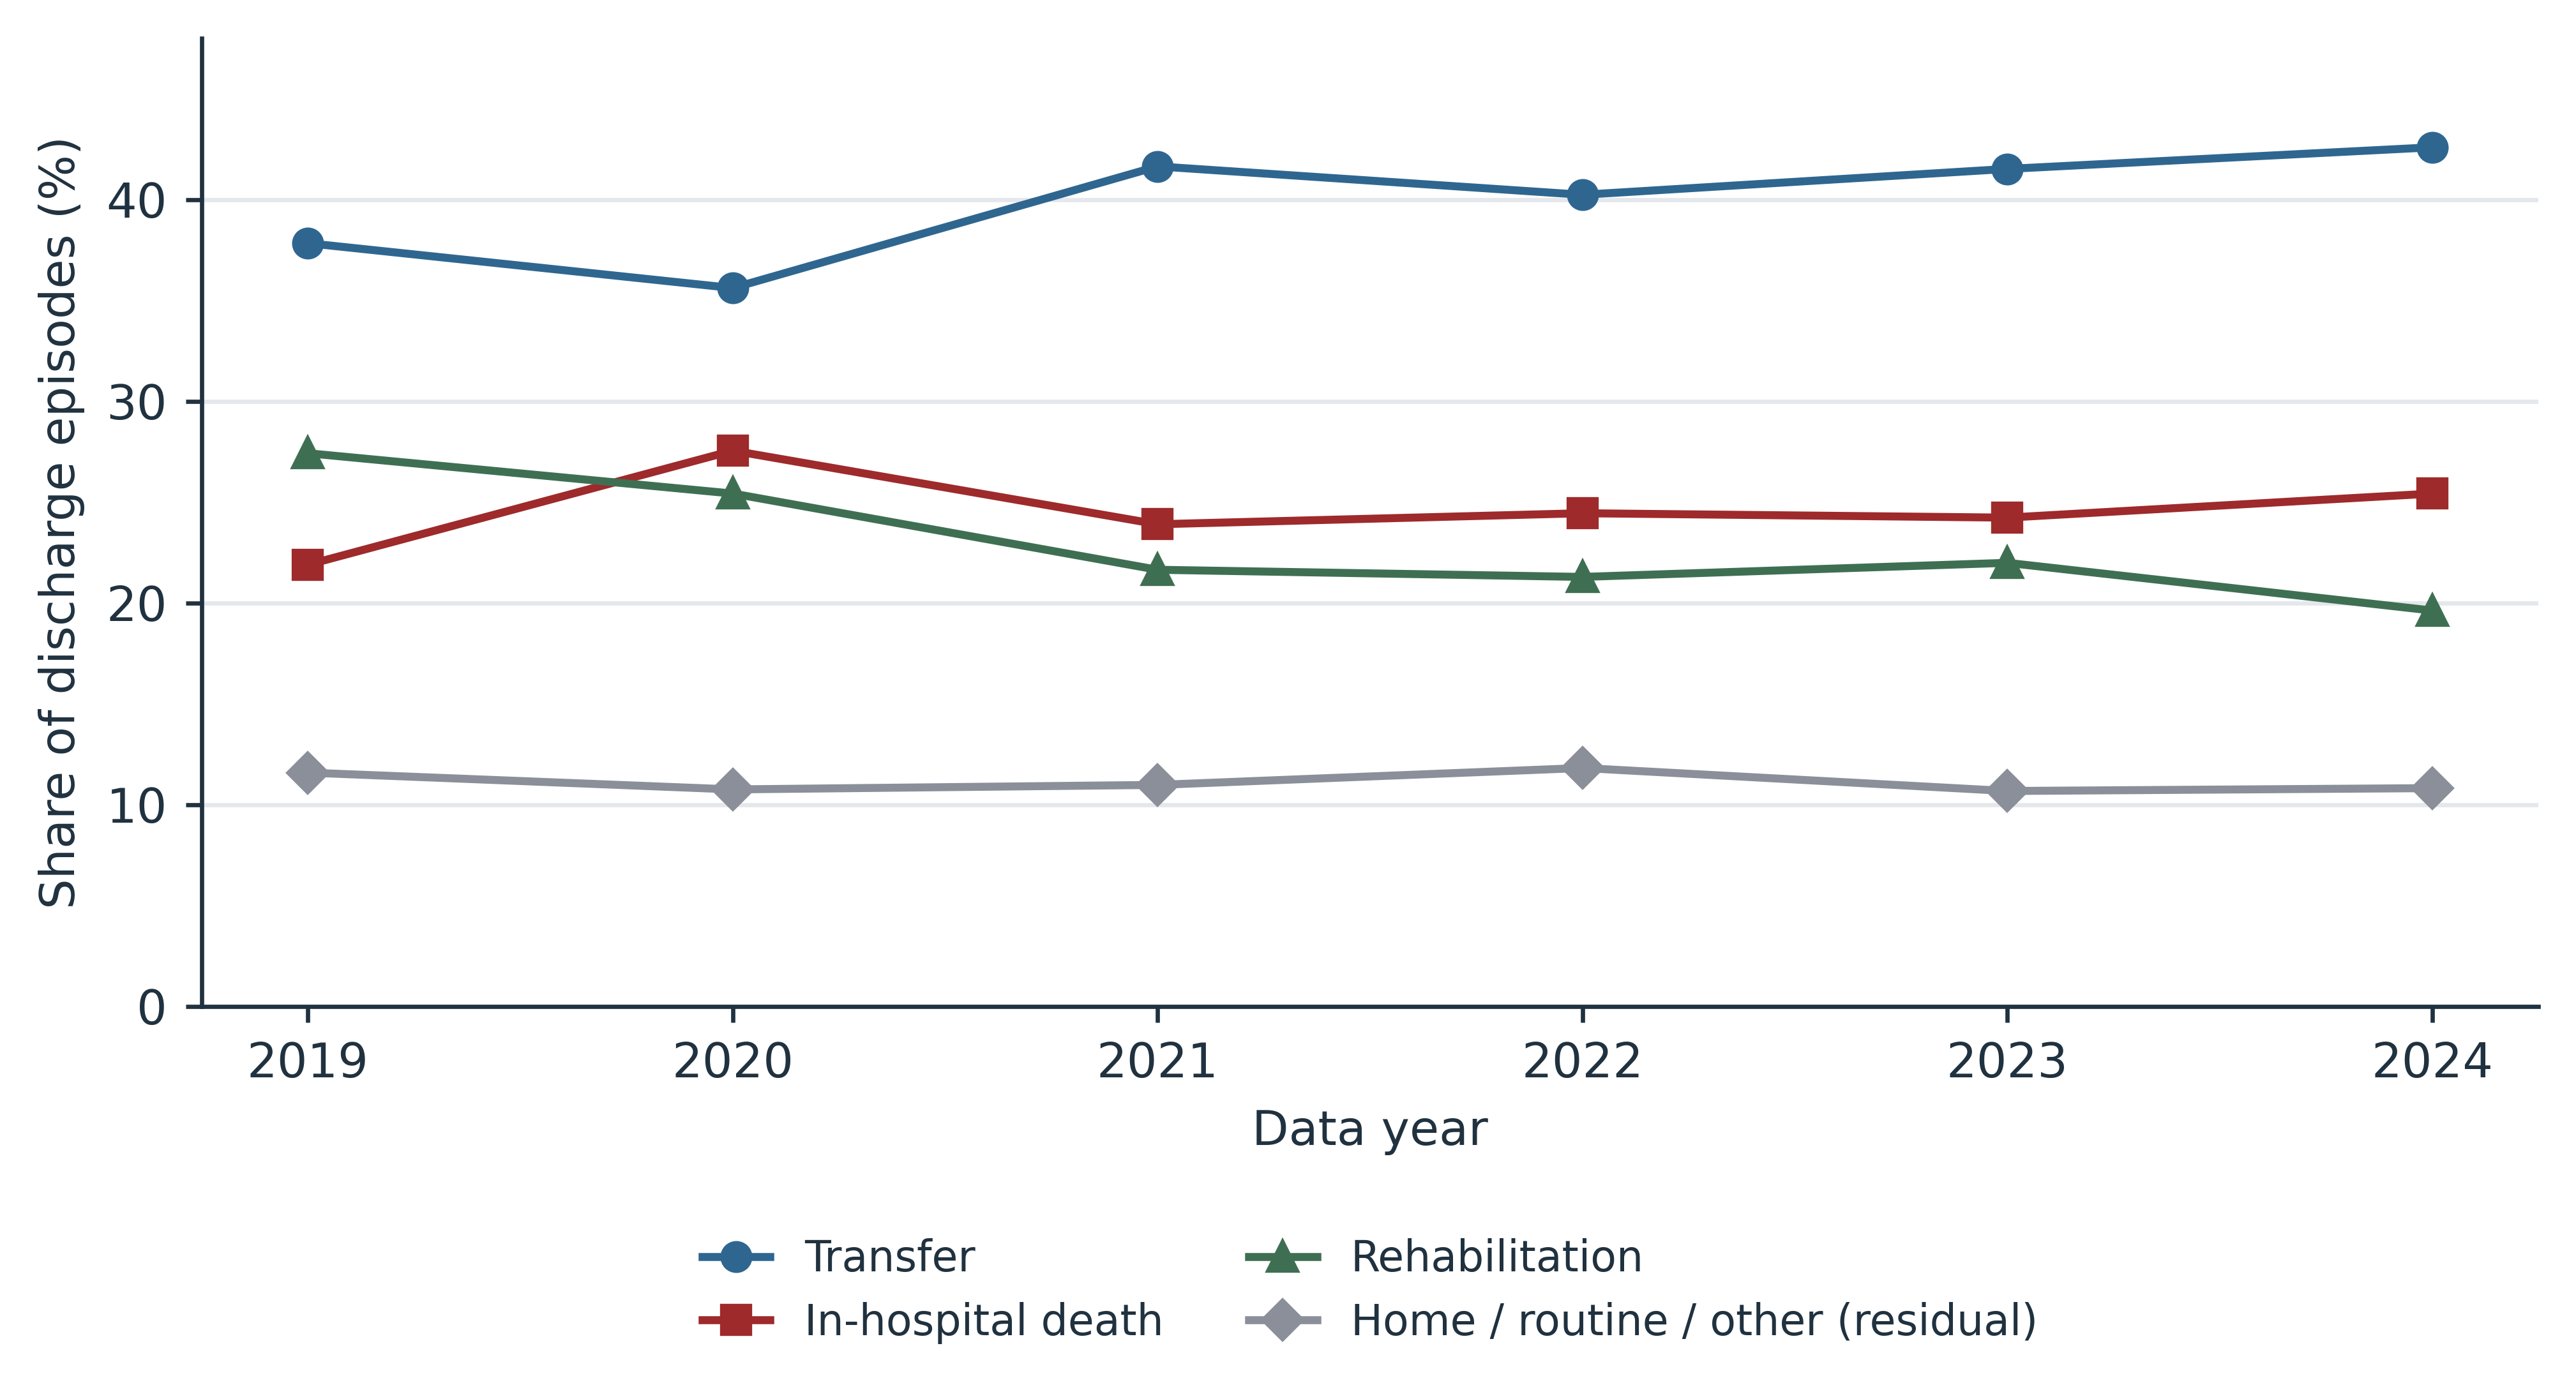 Share of discharge episodes (%)
40
30
20
10
0
2019 2020 2021 2022 2023 2024
Data year
Transfer
In-hospital death
Rehabilitation
Home / routine / other (residual)